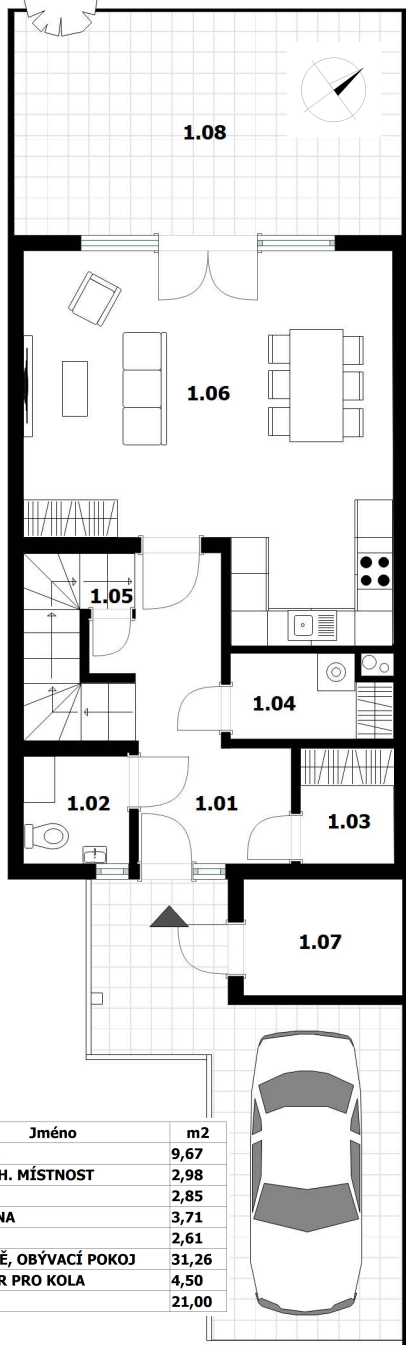 1.08
1.06
1.05
1.04
1.02
1.01
1.03
1.07
Jméno m2
9,67
H. MÍSTNOST 2,98
2,85
NA 3,71
2,61
Ě, OBÝVACÍ POKOJ 31,26
R PRO KOLA 4,50
21,00